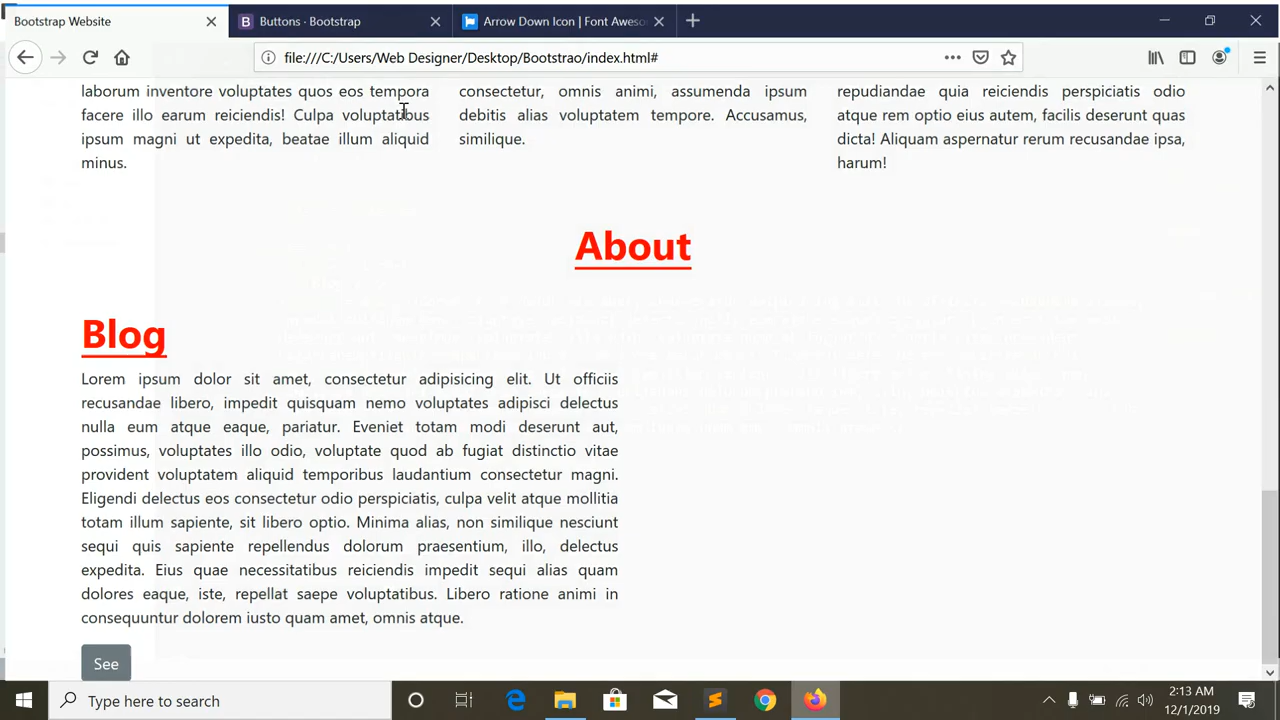 Bootstrap Website
Buttons · Bootstrap
Arrow Down Icon | Font Aweso
file:///C:/Users/Web Designer/Desktop/Bootstrao/index.html#
laborum inventore voluptates quos eos tempora
facere illo earum reiciendis! Culpa voluptatibus
ipsum magni ut expedita, beatae illum aliquid
minus.
consectetur, omnis animi, assumenda ipsum
debitis alias voluptatem tempore. Accusamus,
similique.
repudiandae quia reiciendis perspiciatis odio
atque rem optio eius autem, facilis deserunt quas
dicta! Aliquam aspernatur rerum recusandae ipsa,
harum!
About
Blog
Lorem ipsum dolor sit amet, consectetur adipisicing elit. Ut officiis
recusandae libero, impedit quisquam nemo voluptates adipisci delectus
nulla eum atque eaque, pariatur. Eveniet totam modi deserunt aut,
possimus, voluptates illo odio, voluptate quod ab fugiat distinctio vitae
provident voluptatem aliquid temporibus laudantium consectetur magni.
Eligendi delectus eos consectetur odio perspiciatis, culpa velit atque mollitia
totam illum sapiente, sit libero optio. Minima alias, non similique nesciunt
sequi quis sapiente repellendus dolorum praesentium, illo, delectus
expedita. Eius quae necessitatibus reiciendis impedit sequi alias quam
dolores eaque, iste, repellat saepe voluptatibus. Libero ratione animi in
consequuntur dolorem iusto quam amet, omnis atque.
See
Type here to search
2:13 AM
12/1/2019